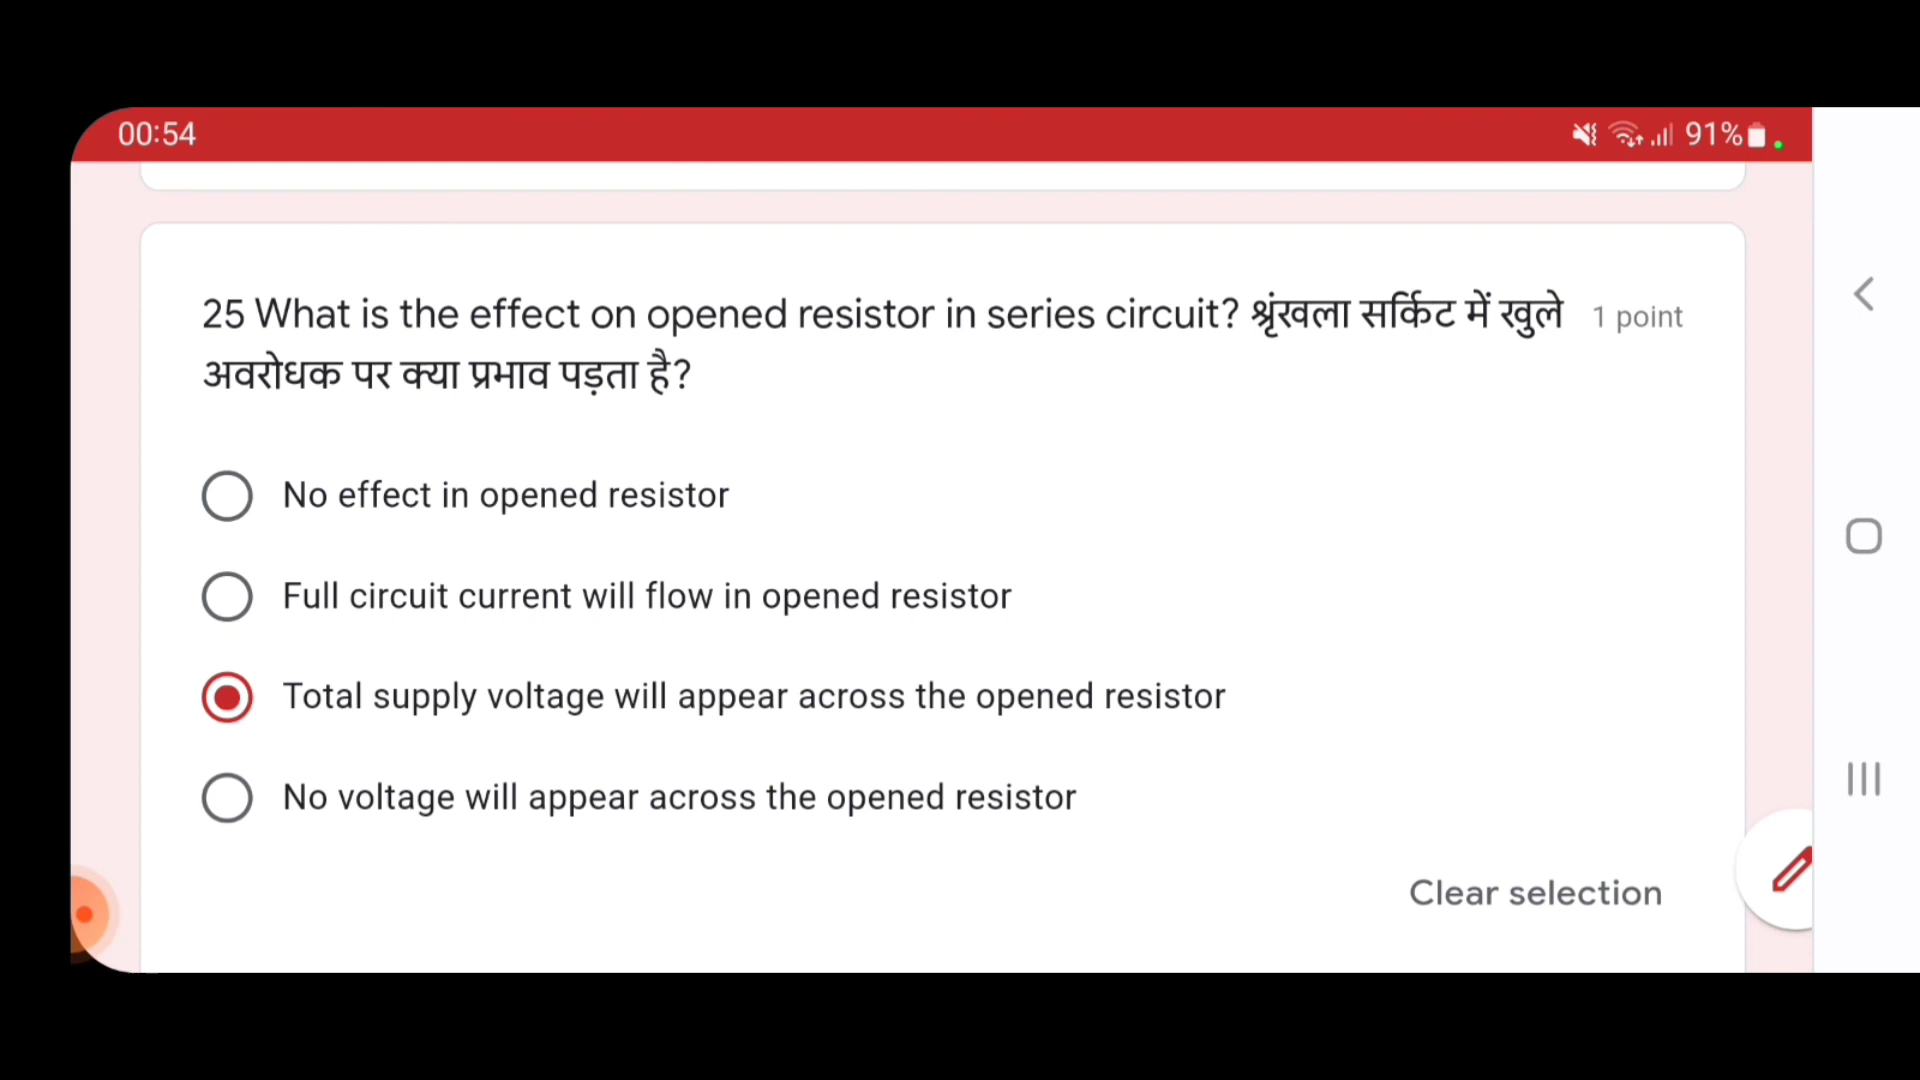 00:54
91%
25 What is the effect on opened resistor in series circuit? श्रृंखला सर्किट में खुले 1 point
अवरोधक पर क्या प्रभाव पड़ता है?
No effect in opened resistor
Full circuit current will flow in opened resistor
Total supply voltage will appear across the opened resistor
No voltage will appear across the opened resistor
Clear selection